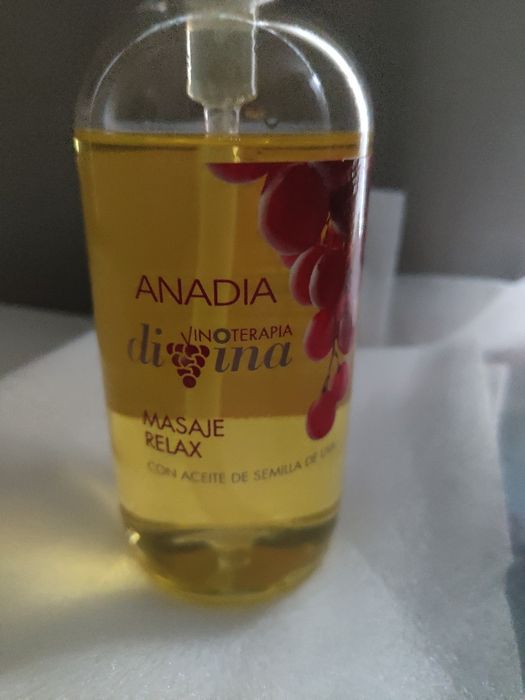 ANADIA
VINOTERAPIA
divina
MASAJE
RELAX
CON ACEITE DE SEMILLA DE UVA